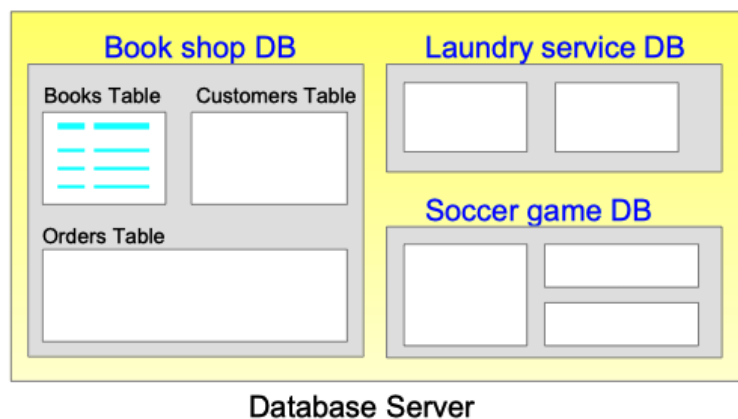 Book shop DB
Books Table
Customers Table
Orders Table
Laundry service DB
Soccer game DB
Database Server